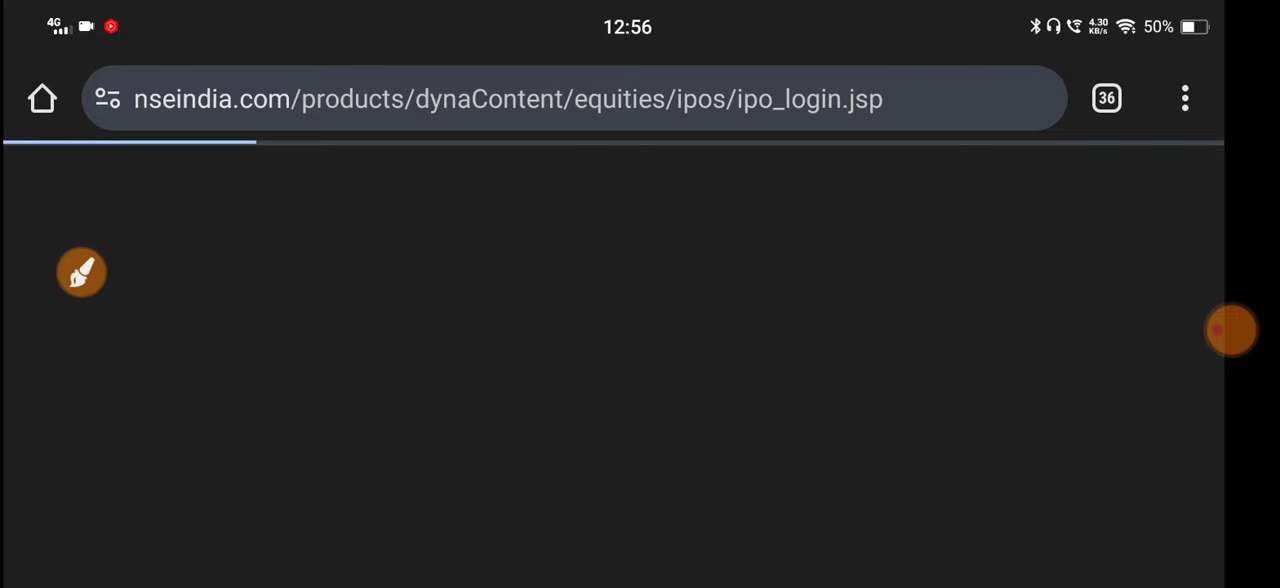 4G
12:56
4.30 KB/s
50%
nseindia.com/products/dynaContent/equities/ipos/ipo_login.jsp
36